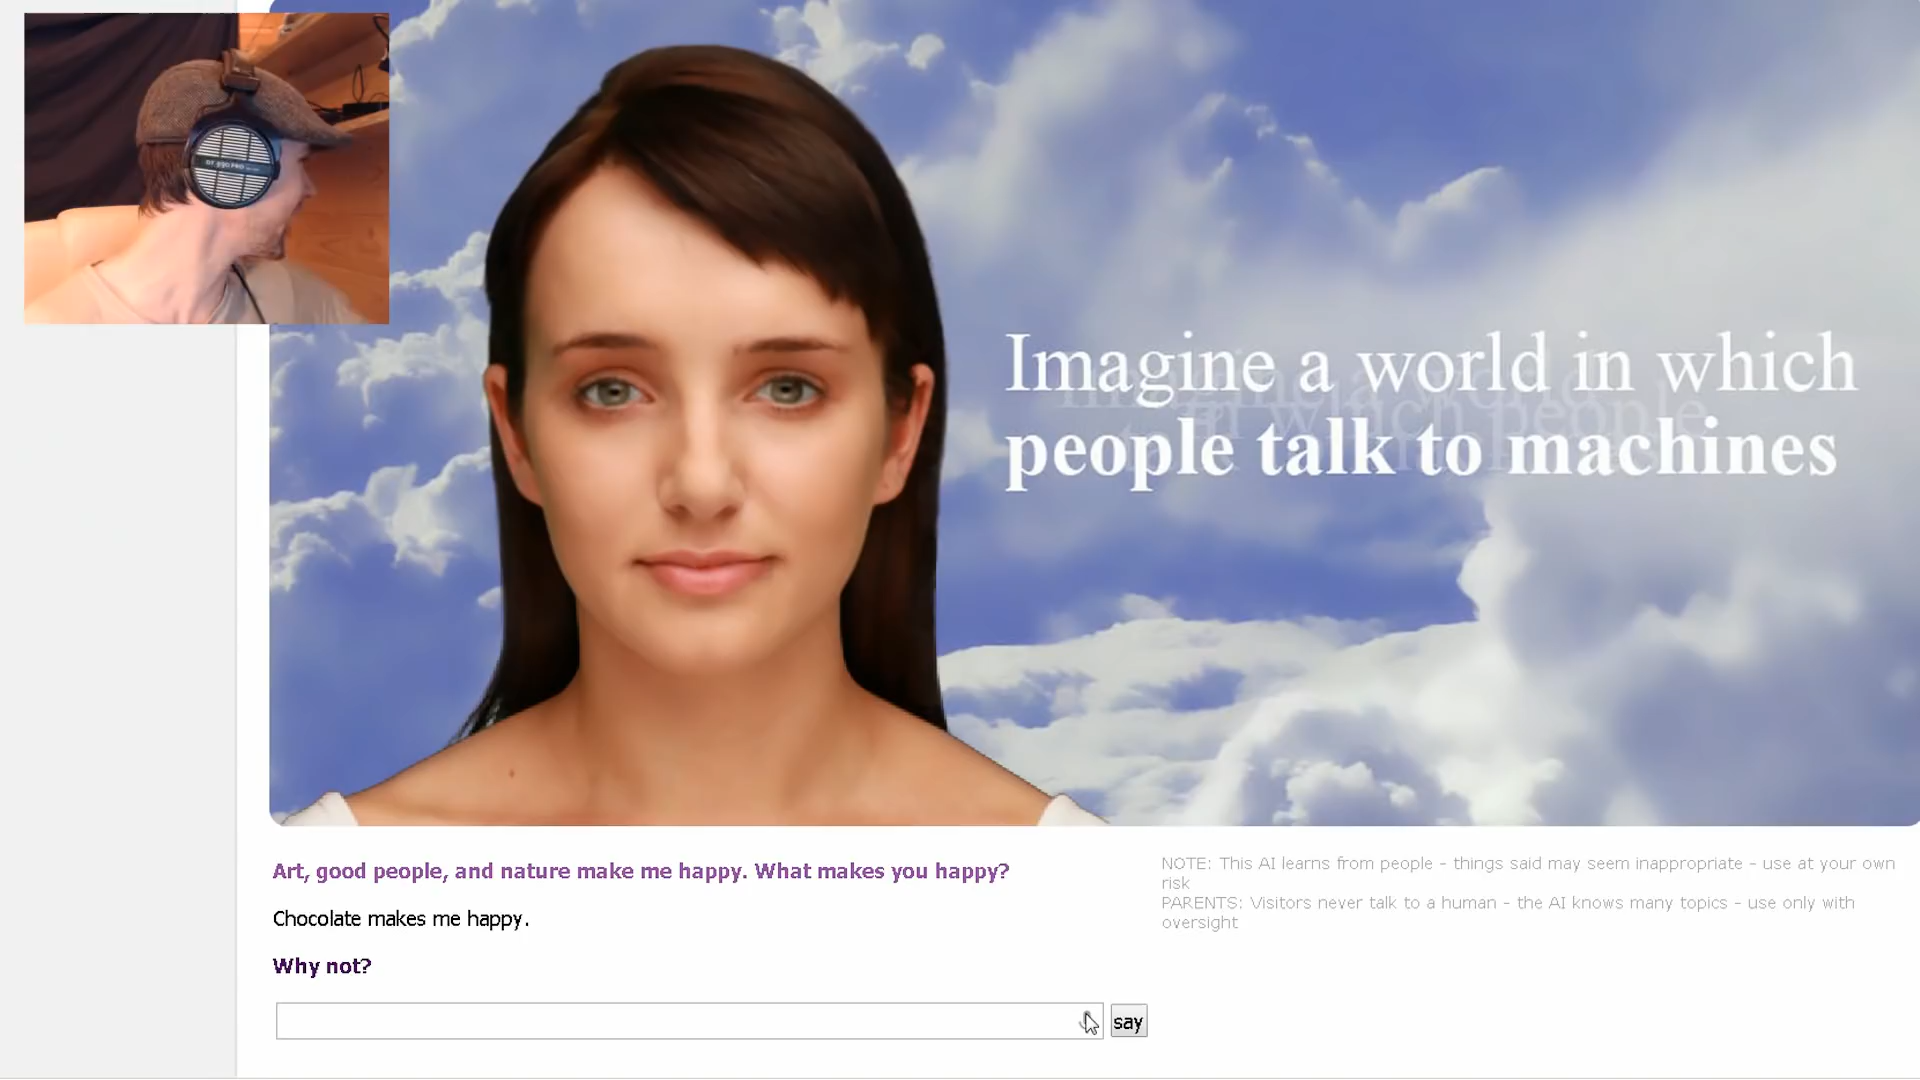 DT 990 PRO
Imagine a world in which
people talk to machines
Art, good people, and nature make me happy. What makes you happy?
Chocolate makes me happy.
Why not?
say
NOTE: This AI learns from people - things said may seem inappropriate - use at your own
risk
PARENTS: Visitors never talk to a human - the AI knows many topics - use only with
oversight